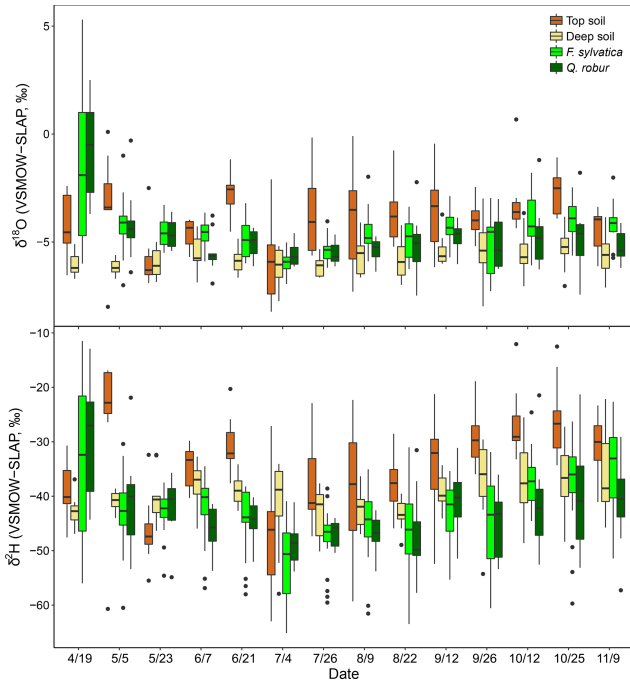 Top soil
Deep soil
F. sylvatica
Q. robur
δ¹⁸O (VSMOW−SLAP, ‰)
5
0
−5
δ²H (VSMOW−SLAP, ‰)
−10
−20
−30
−40
−50
−60
4/19 5/5 5/23 6/7 6/21 7/4 7/26 8/9 8/22 9/12 9/26 10/12 10/25 11/9
Date